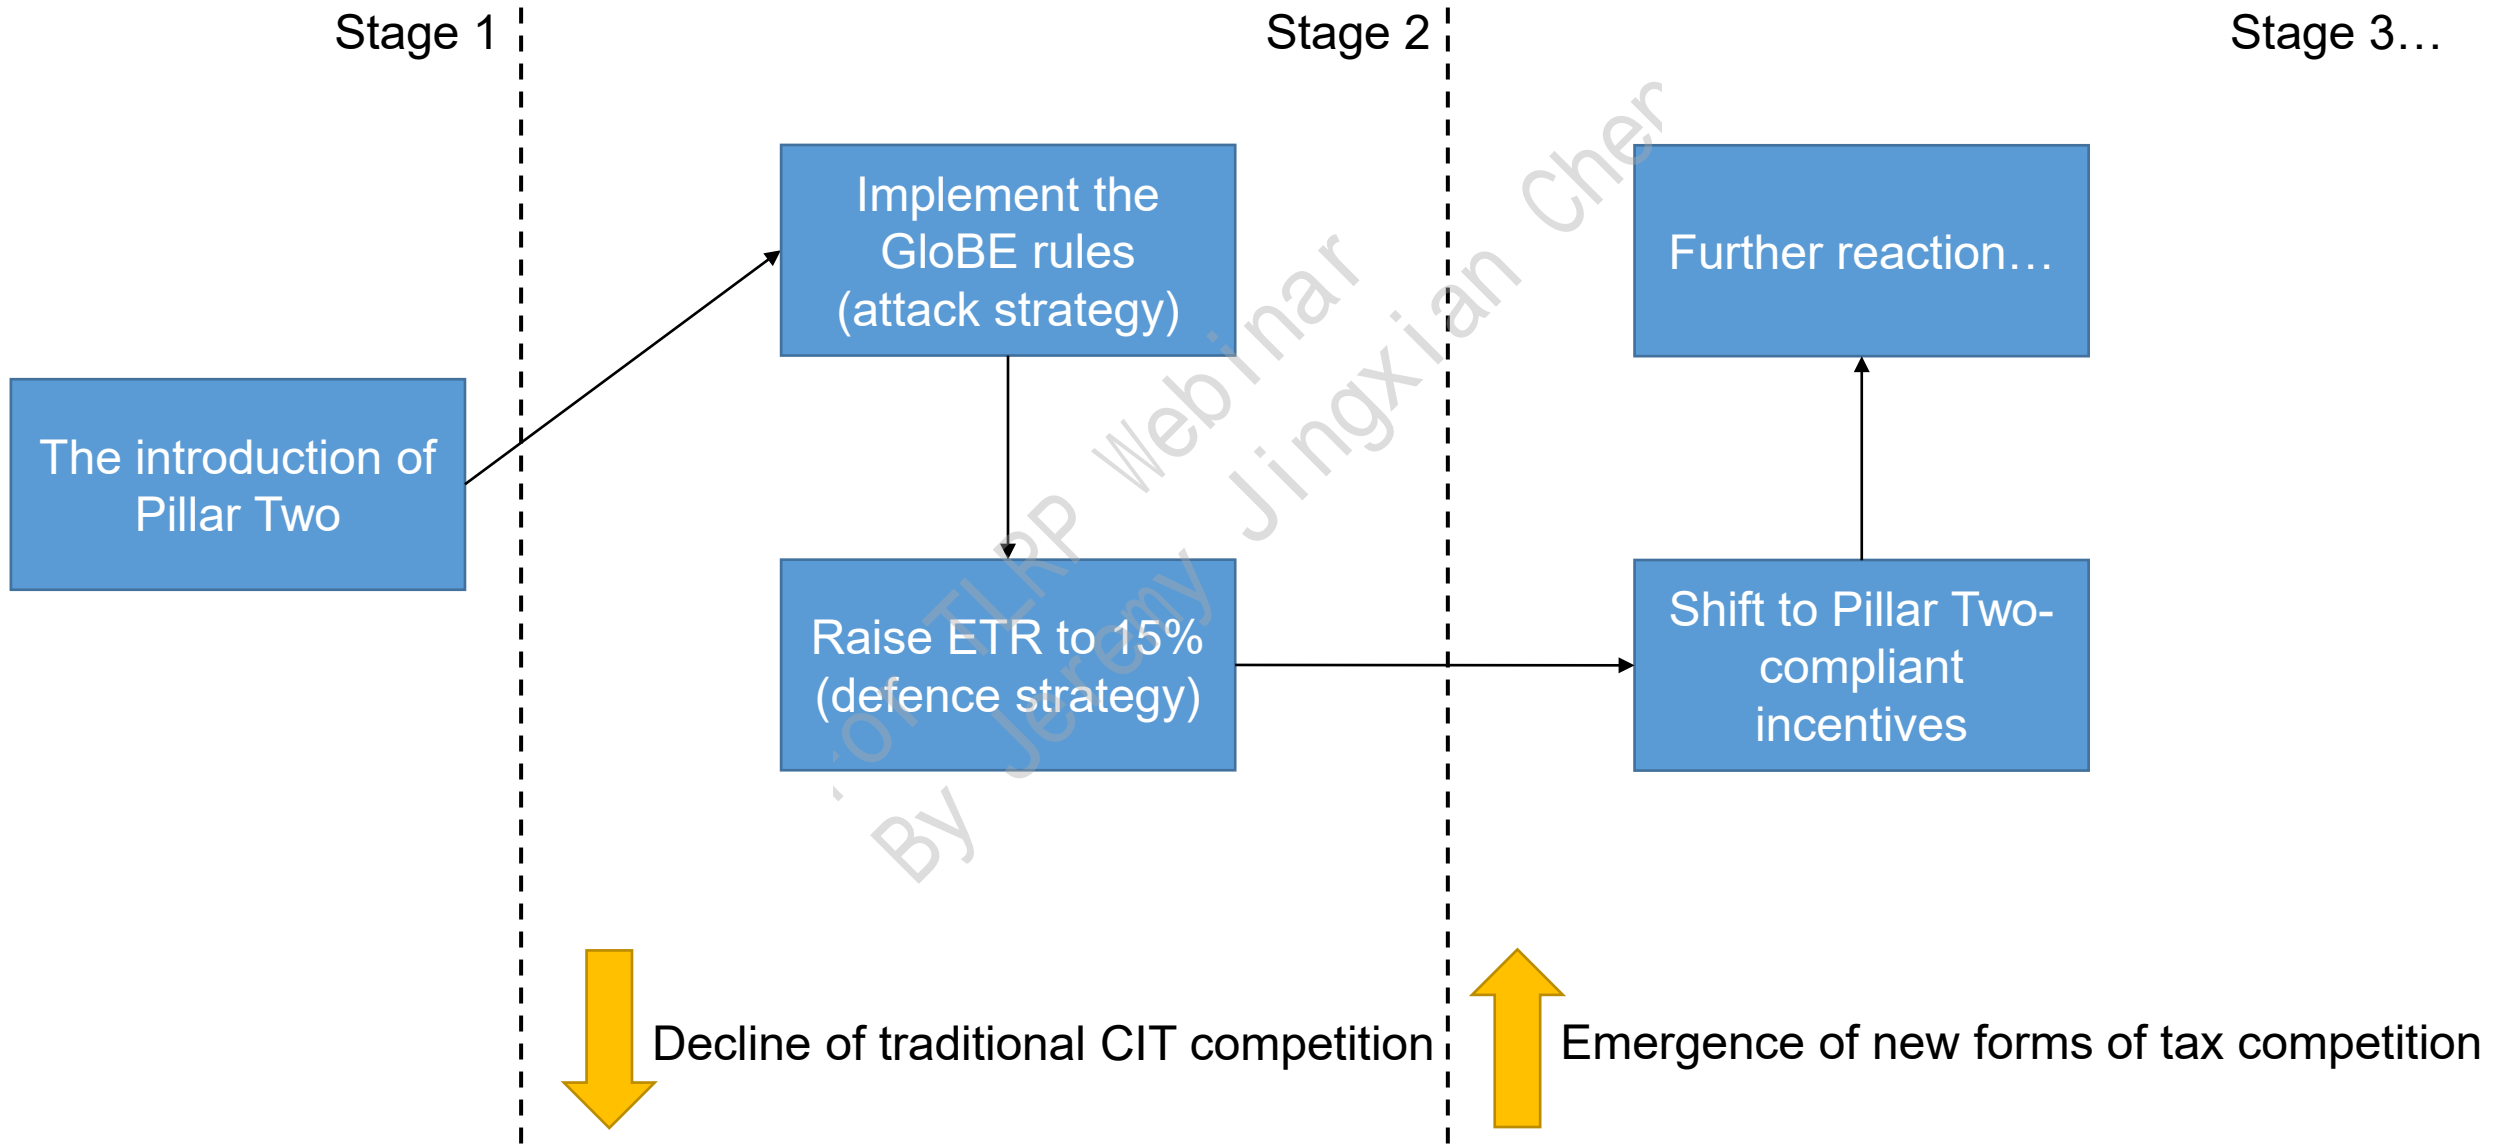 Stage 1
Stage 2
Stage 3…
Implement the
GloBE rules
(attack strategy)
Further reaction…
The introduction of
Pillar Two
Raise ETR to 15%
(defence strategy)
Shift to Pillar Two-
compliant
incentives
Decline of traditional CIT competition
Emergence of new forms of tax competition
TLRP Webinar
By Jeremy Jingxian